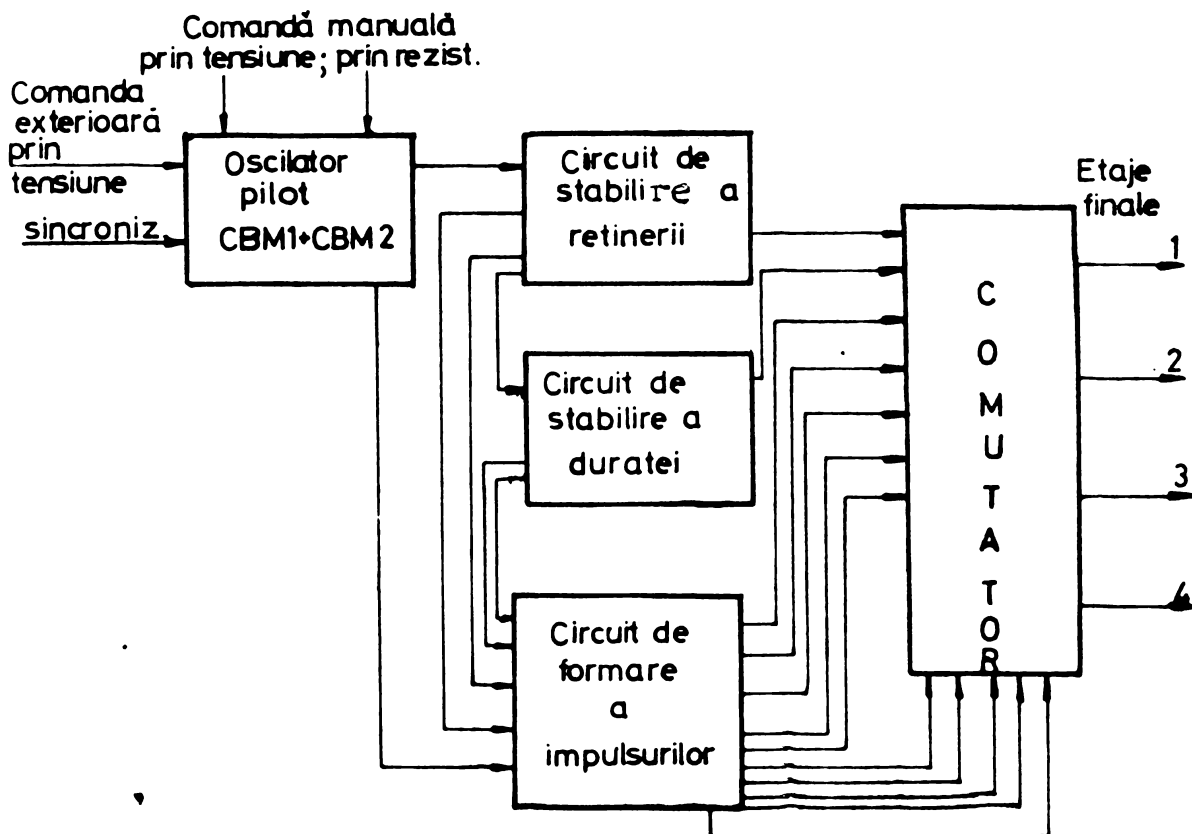 Comandă manuală
prin tensiune; prin rezist.
Comanda
exterioară
prin
tensiune
sincroniz
Oscilator
pilot
CBM1+CBM2
Circuit de
stabilire a
retinerii
Circuit de
stabilire a
duratei
Circuit de
formare
a
impulsurilor
C
O
M
U
T
A
T
O
R
Etaje
finale
1
2
3
4